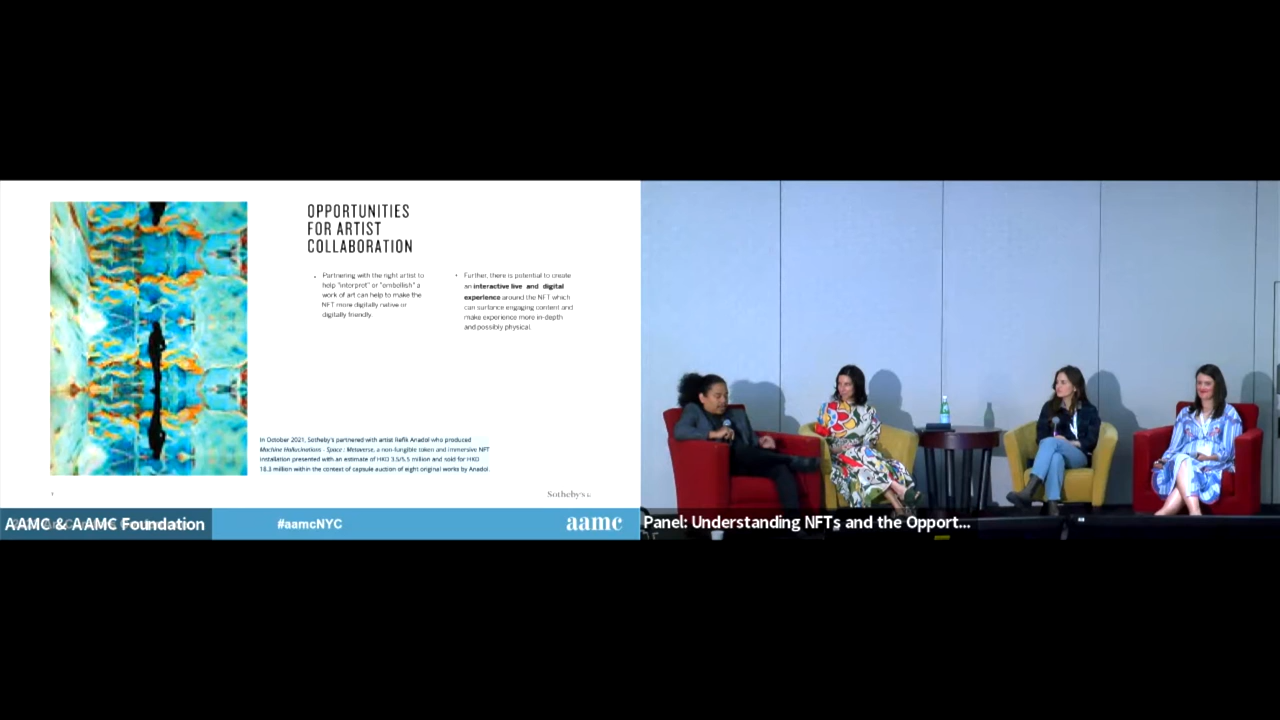 OPPORTUNITIES
FOR ARTIST
COLLABORATION
• Partnering with the right artist to
help "interpret" or "embellish" a
work of art can help to make the
NFT more digitally native or
digitally friendly.
• Further, there is potential to create
an interactive live and digital
experience around the NFT which
can surface engaging content and
make experience more in-depth
and possibly physical.
In October 2021, Sotheby's partnered with artist Refik Anadol who produced
Machine Hallucinations - Space : Metaverse, a non-fungible token and immersive NFT
installation presented with an estimate of HKD 3.5/5.5 million and sold for HKD
18.3 million within the context of capsule auction of eight original works by Anadol.
Sotheby's
AAMC & AAMC Foundation
#aamcNYC
aamc
Panel: Understanding NFTs and the Opport...